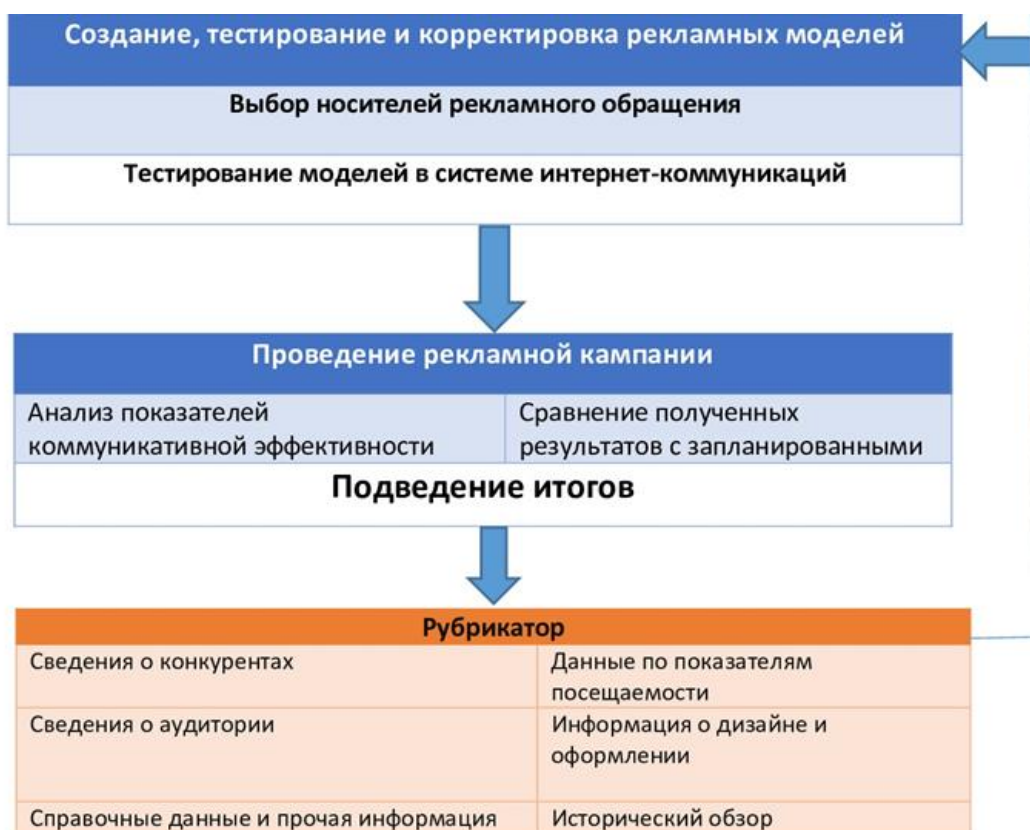 Создание, тестирование и корректировка рекламных моделей
Выбор носителей рекламного обращения
Тестирование моделей в системе интернет-коммуникаций
Проведение рекламной кампании
Анализ показателей
коммуникативной эффективности
Сравнение полученных
результатов с запланированными
Подведение итогов
Рубрикатор
Сведения о конкурентах
Данные по показателям
посещаемости
Сведения о аудитории
Информация о дизайне и
оформлении
Справочные данные и прочая информация
Исторический обзор